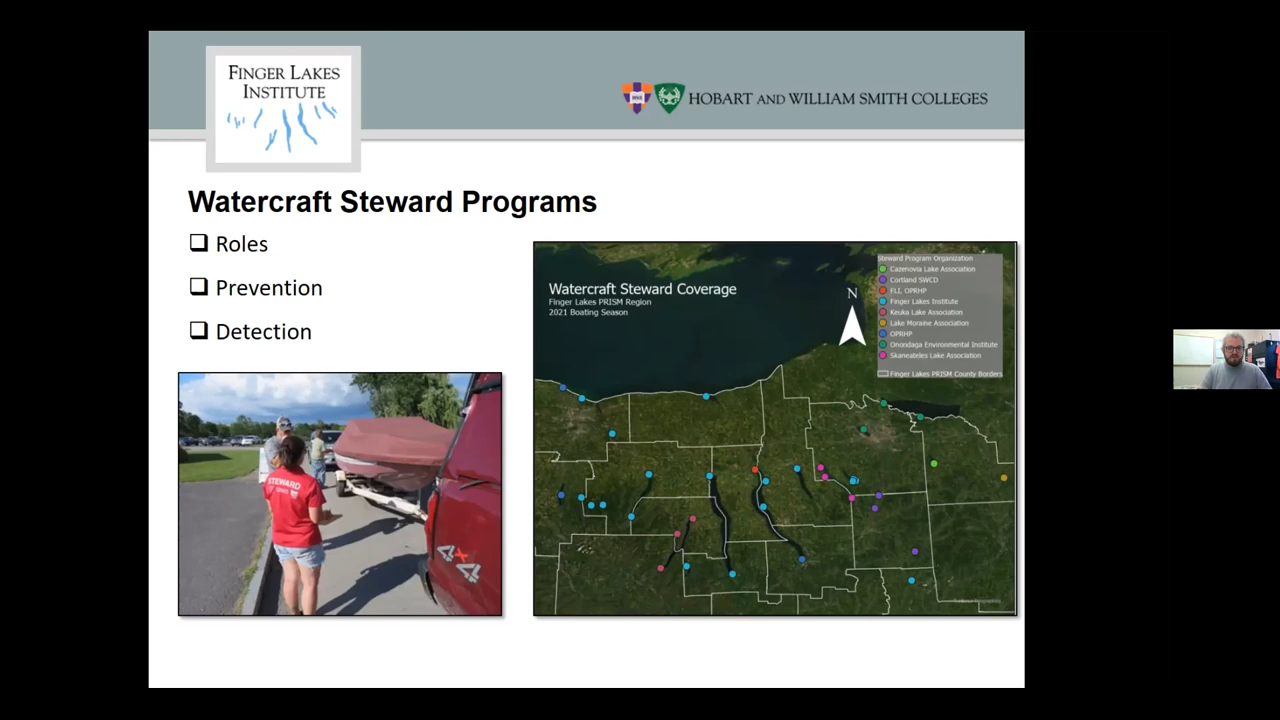 FINGER LAKES
INSTITUTE
HOBART AND WILLIAM SMITH COLLEGES
Watercraft Steward Programs
Roles
Prevention
Detection
Watercraft Steward Coverage
Finger Lakes PRISM Region
2021 Boating Season
N
Steward Program Organization
Cazenovia Lake Association
Cortland SWCD
FLI, OPRHP
Finger Lakes Institute
Keuka Lake Association
Lake Moraine Association
OPRHP
Onondaga Environmental Institute
Skaneateles Lake Association
Finger Lakes PRISM County Borders
STEWARD
4x4